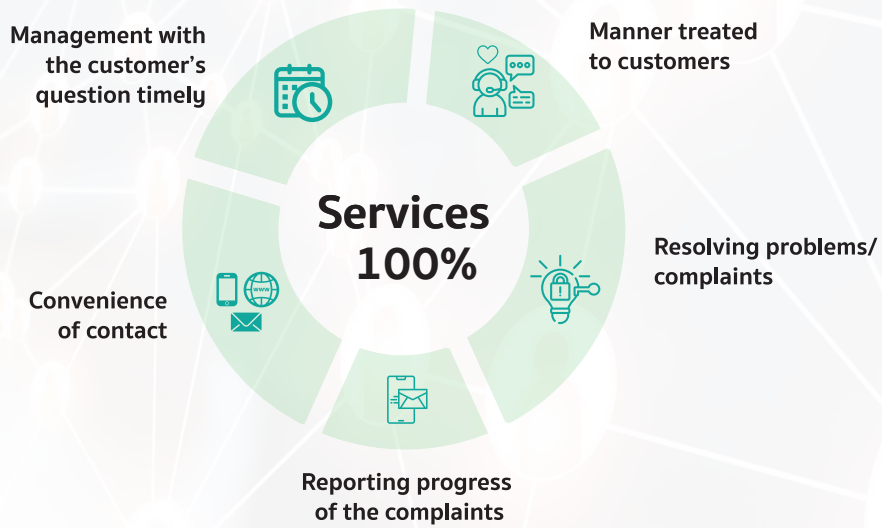 Management with
the customer's
question timely
Manner treated
to customers
Services
100%
Resolving problems/
complaints
Convenience
of contact
www
Reporting progress
of the complaints